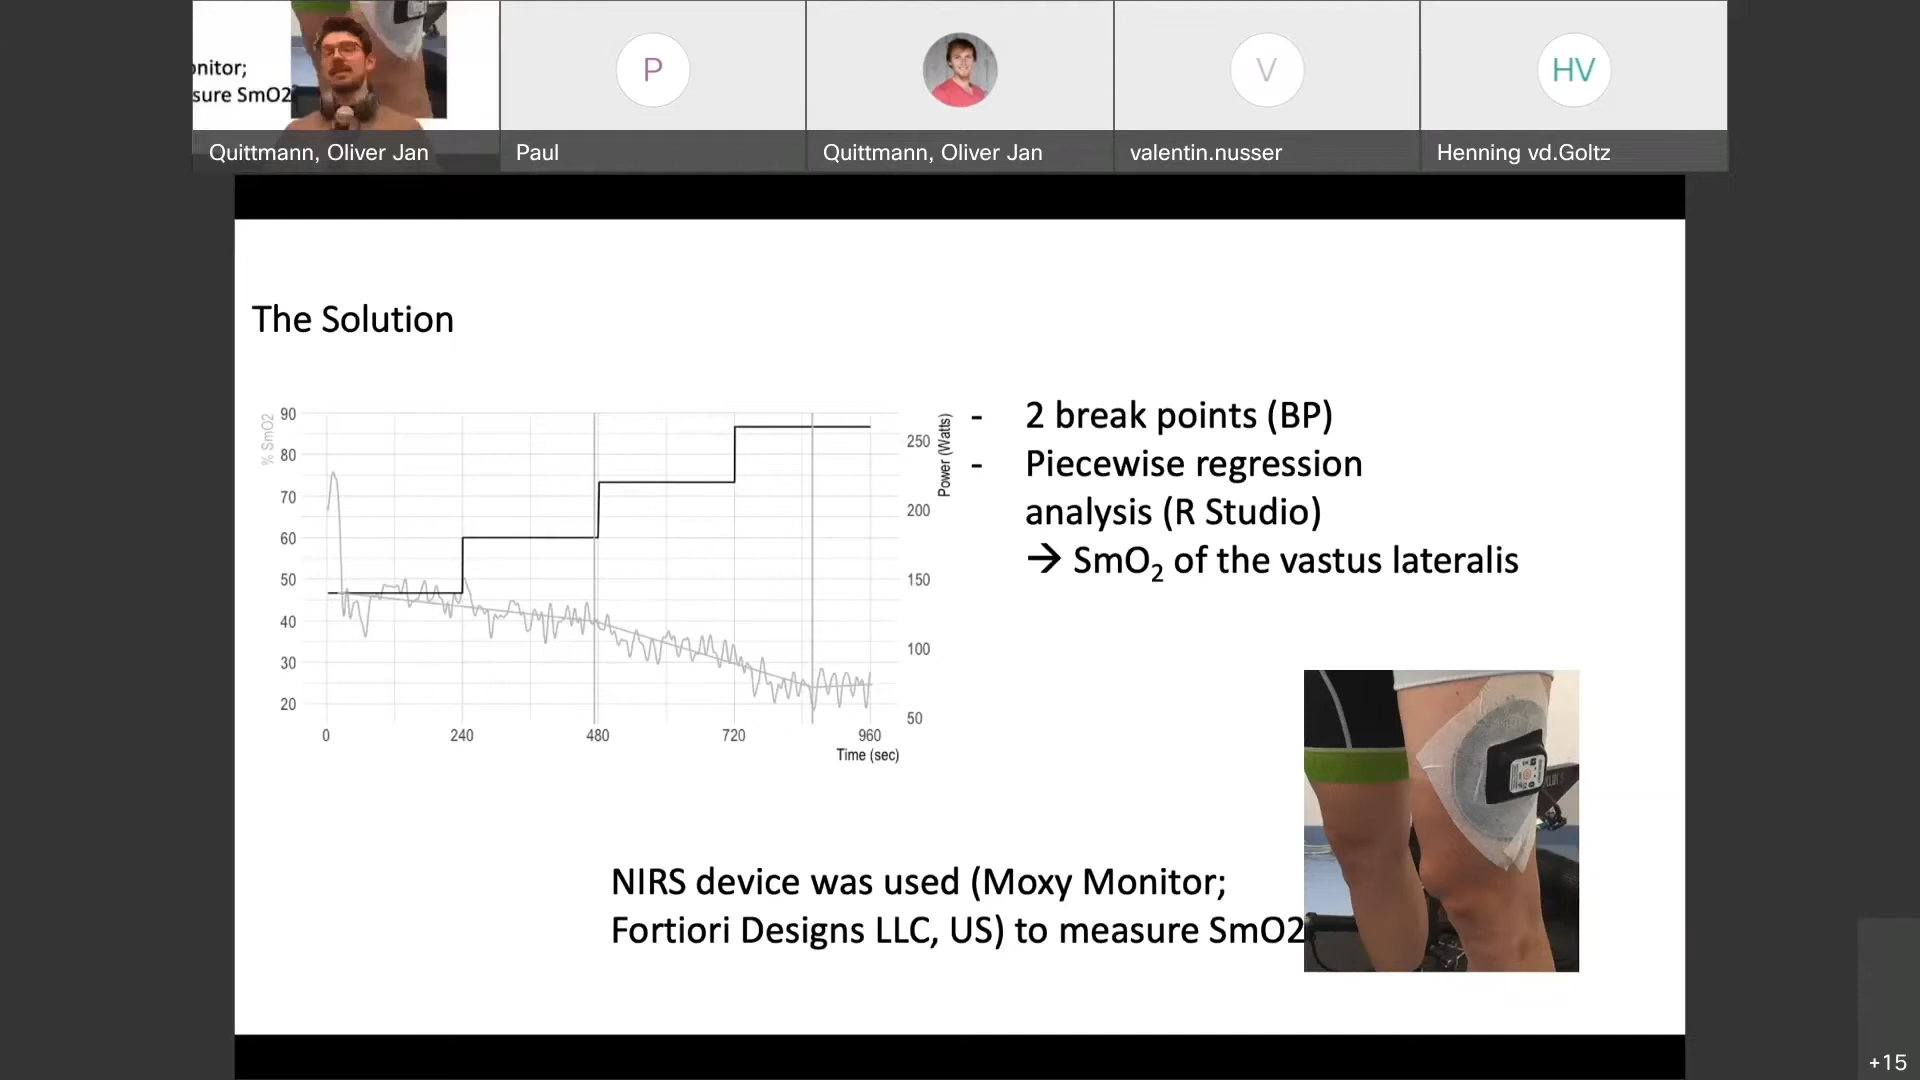 onitor;
sure SmO2
P
V
HV
Quittmann, Oliver Jan
Paul
Quittmann, Oliver Jan
valentin.nusser
Henning vd.Goltz
The Solution
% SmO2
90
80
70
60
50
40
30
20
0
240
480
720
960
Time (sec)
250
200
150
100
50
Power (Watts)
- 2 break points (BP)
- Piecewise regression
analysis (R Studio)
→ SmO2 of the vastus lateralis
NIRS device was used (Moxy Monitor;
Fortiori Designs LLC, US) to measure SmO2
+15